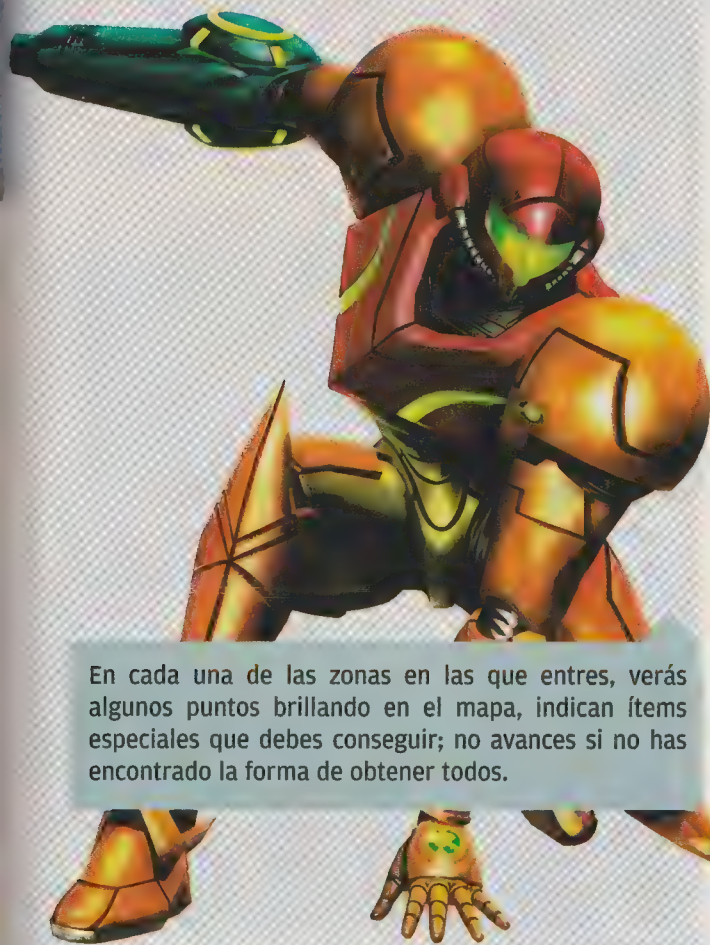 En cada una de las zonas en las que entres, verás
algunos puntos brillando en el mapa, indican ítems
especiales que debes conseguir; no avances si no has
encontrado la forma de obtener todos.